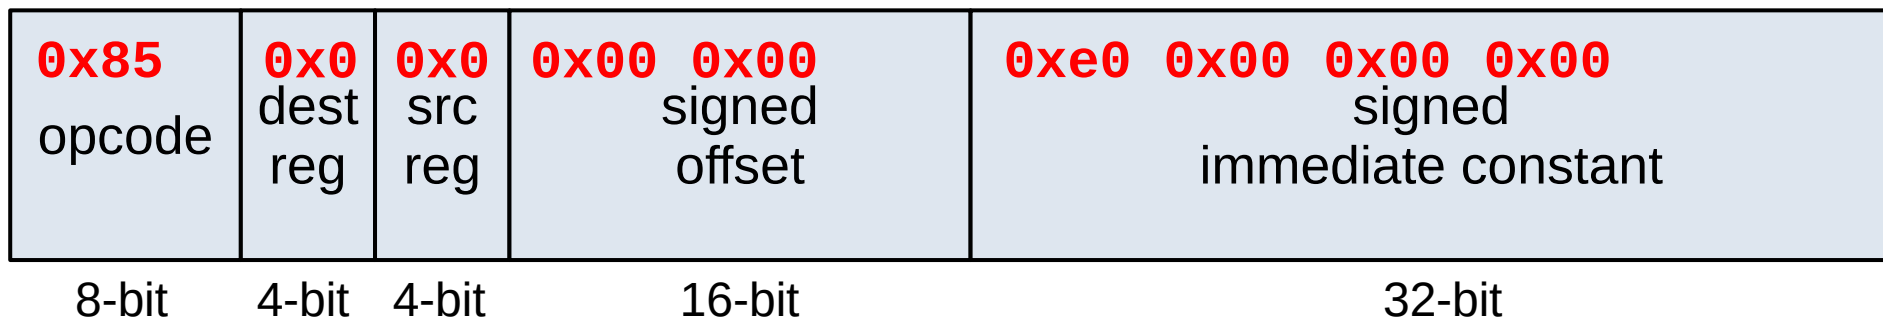 0x85 0x0 0x0 0x00 0x00 0xe0 0x00 0x00 0x00
opcode
dest
reg
src
reg
signed
offset
signed
immediate constant
8-bit 4-bit 4-bit 16-bit 32-bit